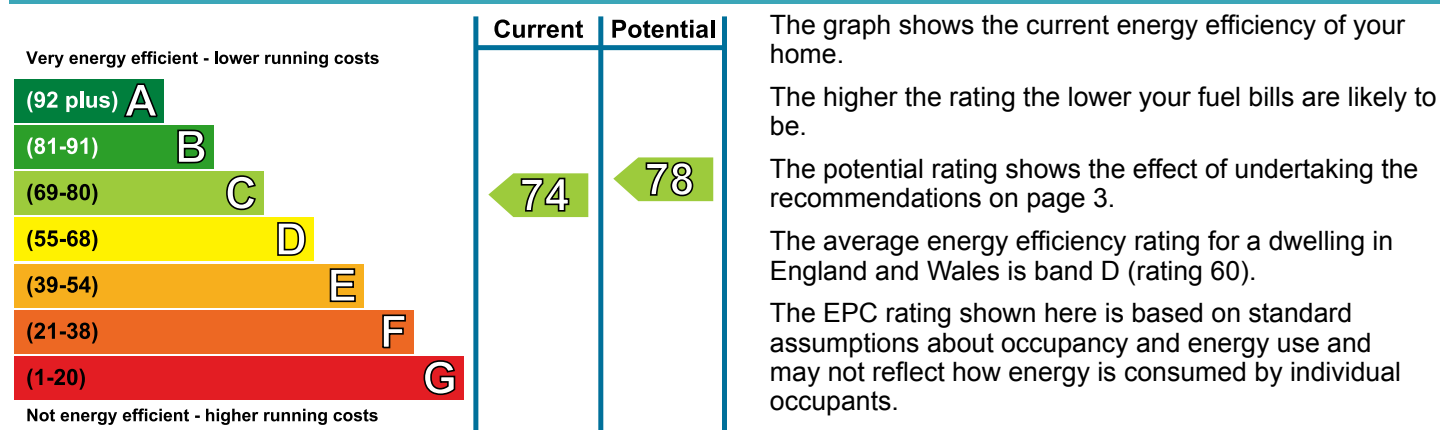 Current Potential
Very energy efficient - lower running costs
(92 plus) A
(81-91) B
(69-80) C
(55-68) D
(39-54) E
(21-38) F
(1-20) G
Not energy efficient - higher running costs
74
78
The graph shows the current energy efficiency of your
home.
The higher the rating the lower your fuel bills are likely to
be.
The potential rating shows the effect of undertaking the
recommendations on page 3.
The average energy efficiency rating for a dwelling in
England and Wales is band D (rating 60).
The EPC rating shown here is based on standard
assumptions about occupancy and energy use and
may not reflect how energy is consumed by individual
occupants.